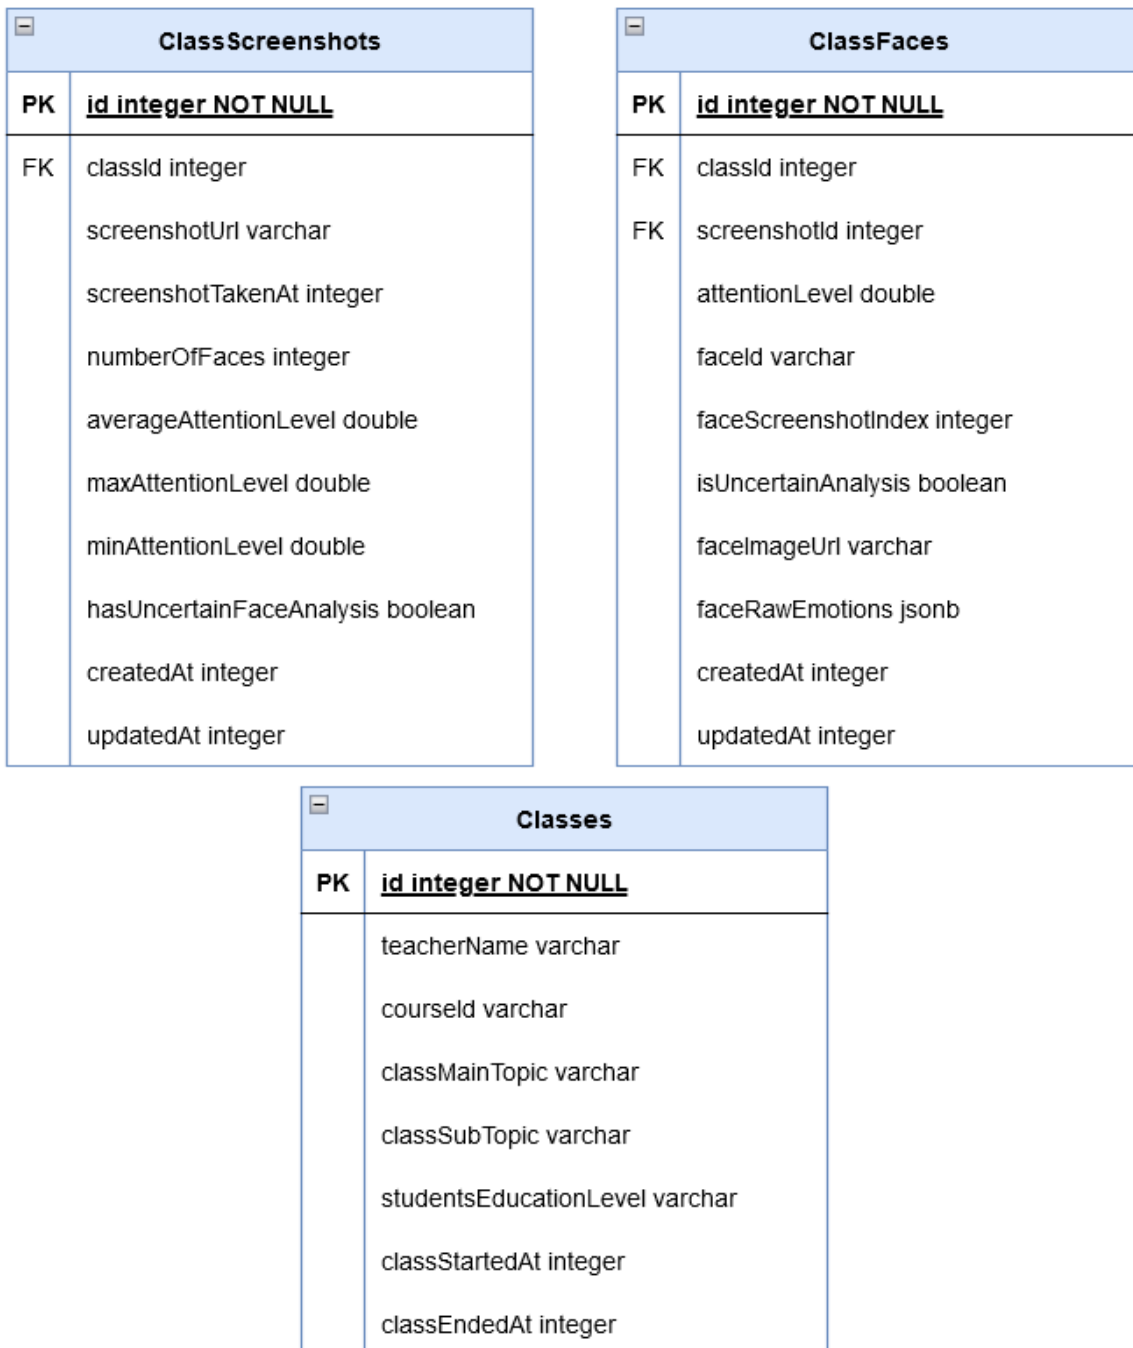 ClassScreenshots
PK id integer NOT NULL
FK classId integer
screenshotUrl varchar
screenshotTakenAt integer
numberOfFaces integer
averageAttentionLevel double
maxAttentionLevel double
minAttentionLevel double
hasUncertainFaceAnalysis boolean
createdAt integer
updatedAt integer
ClassFaces
PK id integer NOT NULL
FK classId integer
FK screenshotId integer
attentionLevel double
faceId varchar
faceScreenshotIndex integer
isUncertainAnalysis boolean
faceImageUrl varchar
faceRawEmotions jsonb
createdAt integer
updatedAt integer
Classes
PK id integer NOT NULL
teacherName varchar
courseId varchar
classMainTopic varchar
classSubTopic varchar
studentsEducationLevel varchar
classStartedAt integer
classEndedAt integer